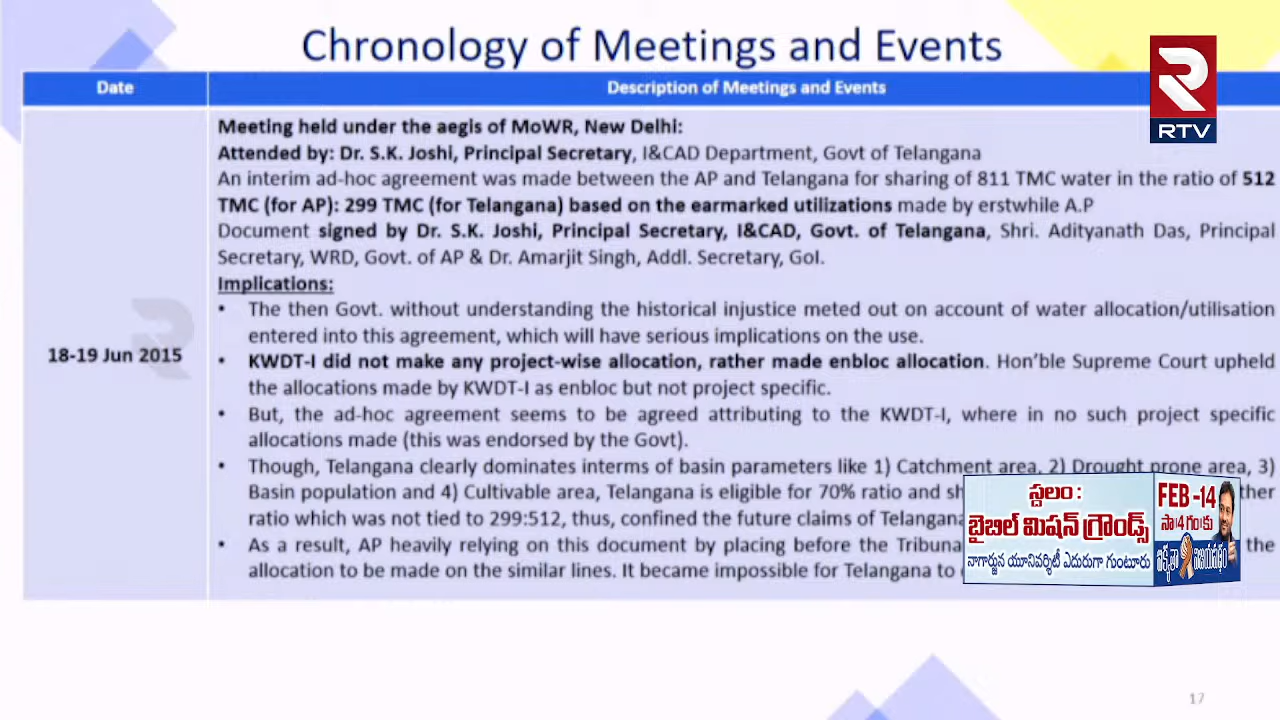 Chronology of Meetings and Events
RTV
Date
Description of Meetings and Events
18-19 Jun 2015
Meeting held under the aegis of MoWR, New Delhi:
Attended by: Dr. S.K. Joshi, Principal Secretary, I&CAD Department, Govt of Telangana
An interim ad-hoc agreement was made between the AP and Telangana for sharing of 811 TMC water in the ratio of 512
TMC (for AP): 299 TMC (for Telangana) based on the earmarked utilizations made by erstwhile A.P
Document signed by Dr. S.K. Joshi, Principal Secretary, I&CAD, Govt. of Telangana, Shri. Adityanath Das, Principal
Secretary, WRD, Govt. of AP & Dr. Amarjit Singh, Addl. Secretary, GoI.
Implications:
• The then Govt. without understanding the historical injustice meted out on account of water allocation/utilisation
entered into this agreement, which will have serious implications on the use.
• KWDT-I did not make any project-wise allocation, rather made enbloc allocation. Hon'ble Supreme Court upheld
the allocations made by KWDT-I as enbloc but not project specific.
• But, the ad-hoc agreement seems to be agreed attributing to the KWDT-I, where in no such project specific
allocations made (this was endorsed by the Govt).
• Though, Telangana clearly dominates interms of basin parameters like 1) Catchment area, 2) Drought prone area, 3)
Basin population and 4) Cultivable area, Telangana is eligible for 70% ratio and
ratio which was not tied to 299:512, thus, confined the future claims of Telangana
• As a result, AP heavily relying on this document by placing before the the
allocation to be made on the similar lines. It became impossible for Telangana to
స్థలం :
బైబిల్ మిషన్ గ్రౌండ్స్
నాగార్జున యూనివర్శిటీ ఎదురుగా గుంటూరు
FEB -14
సా॥4 గం॥కు
17